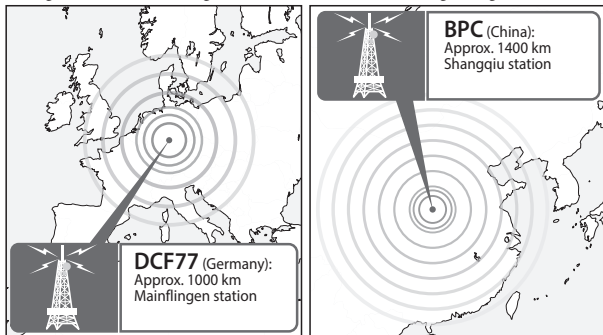 DCF77 (Germany):
Approx. 1000 km
Mainflingen station
BPC (China):
Approx. 1400 km
Shangqiu station